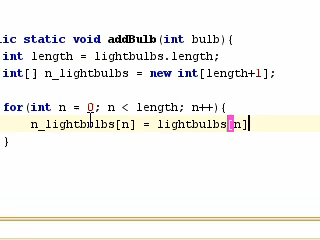 lic static void addBulb(int bulb){
int length = lightbulbs.length;
int[] n_lightbulbs = new int[length+1];
for(int n = 0; n < length; n++){
n_lightbulbs[n] = lightbulbs[n]
}